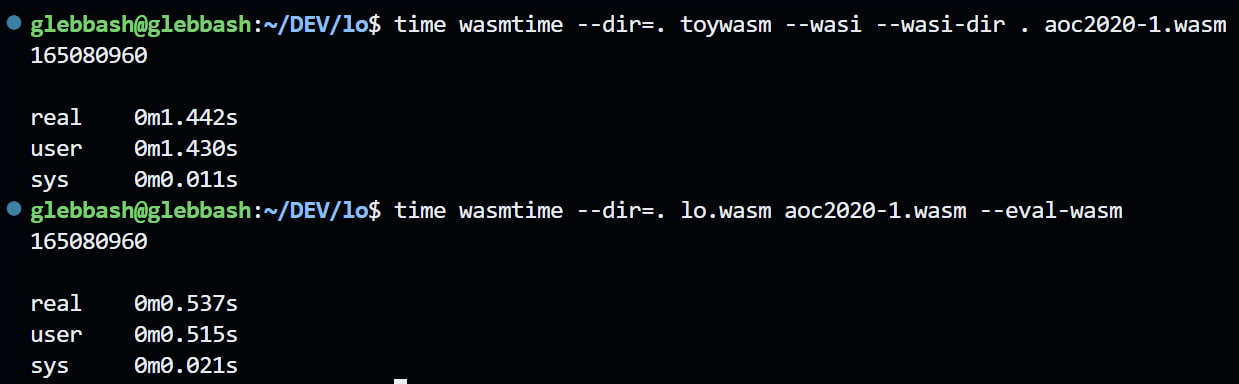 glebbash@glebbash:~/DEV/lo$ time wasmtime --dir=. toywasm --wasi --wasi-dir . aoc2020-1.wasm
165080960
real 0m1.442s
user 0m1.430s
sys 0m0.011s
glebbash@glebbash:~/DEV/lo$ time wasmtime --dir=. lo.wasm aoc2020-1.wasm --eval-wasm
165080960
real 0m0.537s
user 0m0.515s
sys 0m0.021s